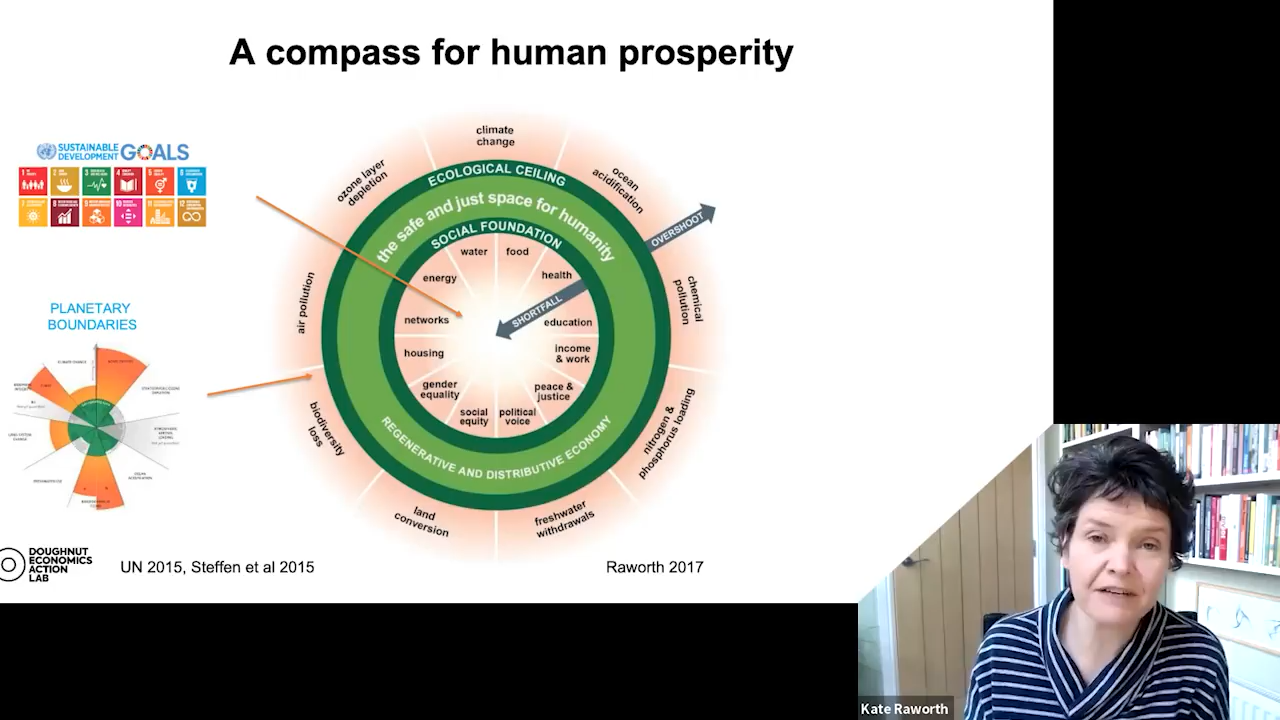 A compass for human prosperity
SUSTAINABLE
DEVELOPMENT GOALS
PLANETARY
BOUNDARIES
climate
change
ocean
acidification
ozone layer
depletion
chemical
pollution
air pollution
nitrogen &
phosphorus loading
biodiversity
loss
land
conversion
freshwater
withdrawals
ECOLOGICAL CEILING
the safe and just space for humanity
SOCIAL FOUNDATION
OVERSHOOT
SHORTFALL
water
food
energy
health
networks
education
housing
income
& work
gender
equality
peace &
justice
social
equity
political
voice
REGENERATIVE AND DISTRIBUTIVE ECONOMY
DOUGHNUT
ECONOMICS
ACTION
LAB
UN 2015, Steffen et al 2015
Raworth 2017
Kate Raworth